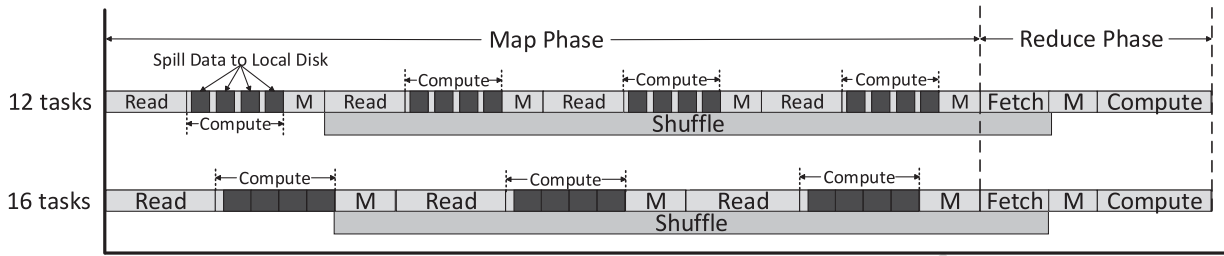 Map Phase
Reduce Phase
Spill Data to Local Disk
Compute Compute Compute
12 tasks Read M Read M Read M Read M Fetch M Compute
Compute
Shuffle
Compute Compute Compute
16 tasks Read M Read M Read M Fetch M Compute
Shuffle